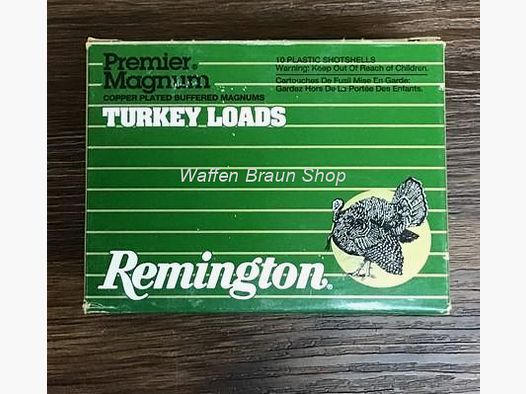 Premier®
Magnum
COPPER PLATED BUFFERED MAGNUMS
TURKEY LOADS
10 PLASTIC SHOTSHELLS
Warning: Keep Out Of Reach of Children.
Cartouches De Fusil Mise En Garde:
Gardez Hors De La Portée Des Enfants.
Waffen Braun Shop
Remington®